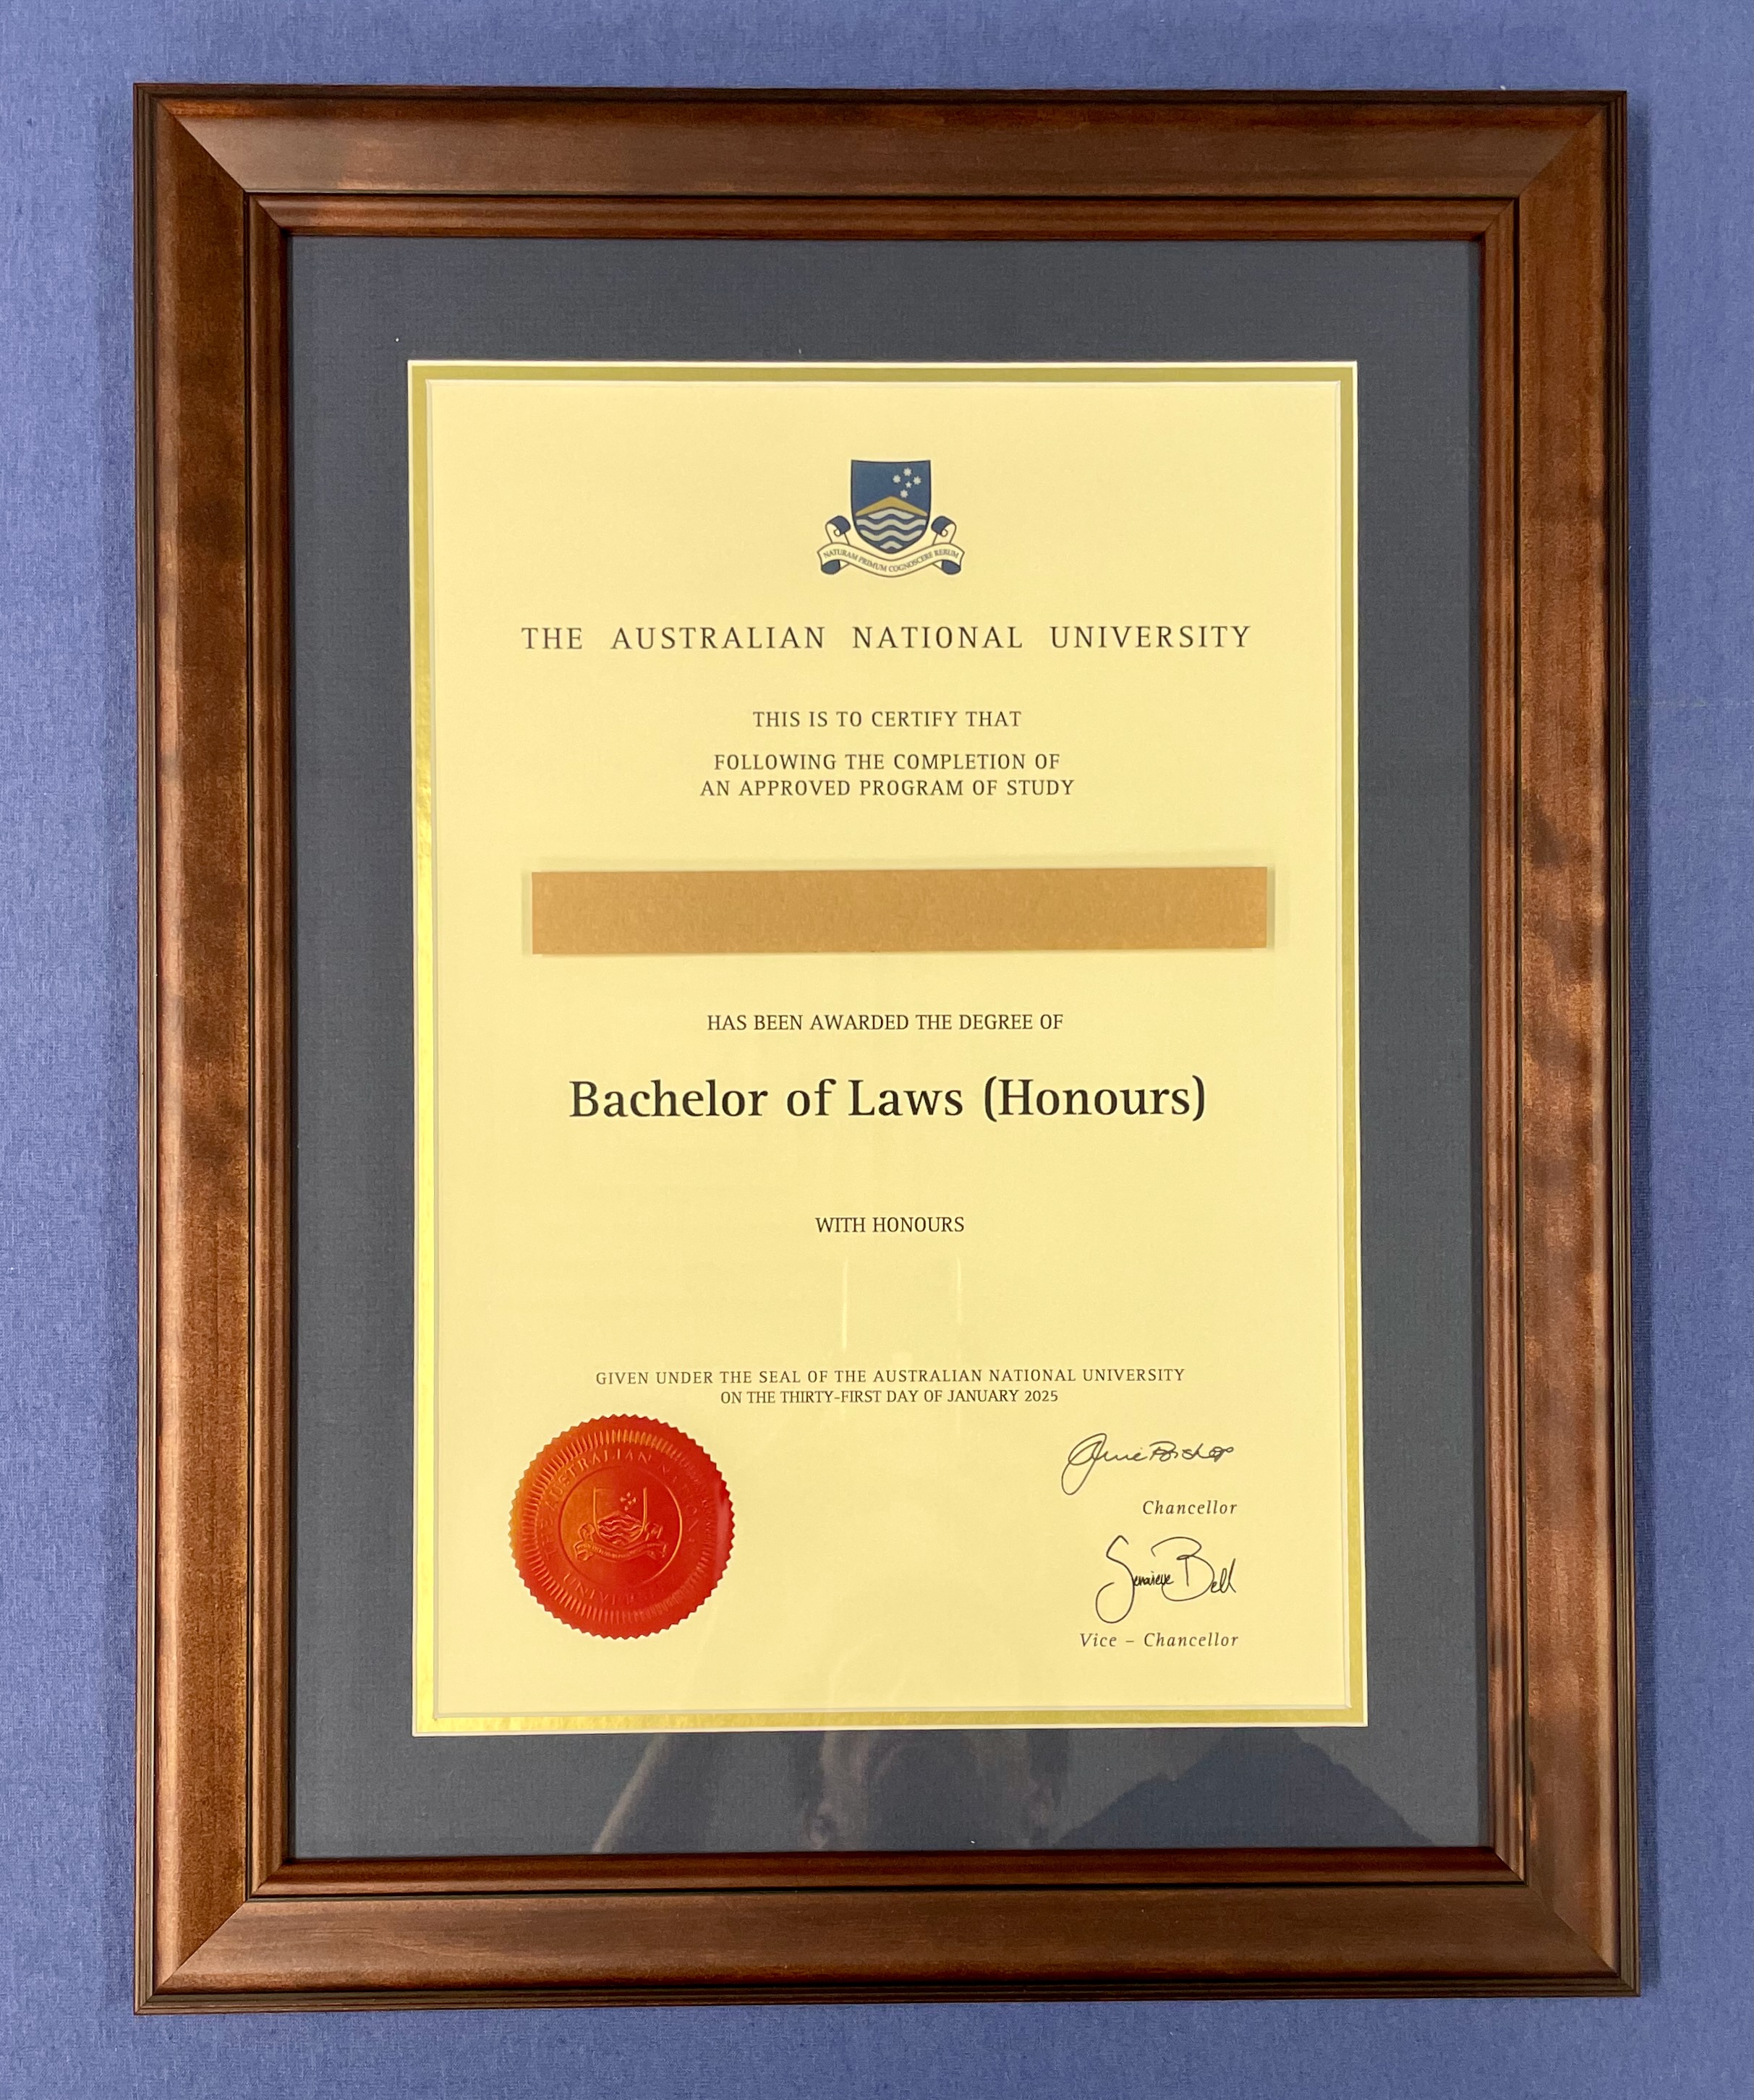 NATURAM PRIMUM COGNOSCERE RERUM
THE AUSTRALIAN NATIONAL UNIVERSITY
THIS IS TO CERTIFY THAT
FOLLOWING THE COMPLETION OF
AN APPROVED PROGRAM OF STUDY
HAS BEEN AWARDED THE DEGREE OF
Bachelor of Laws (Honours)
WITH HONOURS
GIVEN UNDER THE SEAL OF THE AUSTRALIAN NATIONAL UNIVERSITY
ON THE THIRTY-FIRST DAY OF JANUARY 2025
Julie Bishop
Chancellor
Genevieve Bell
Vice – Chancellor
AUSTRALIAN NATIONAL
UNIVERSITY